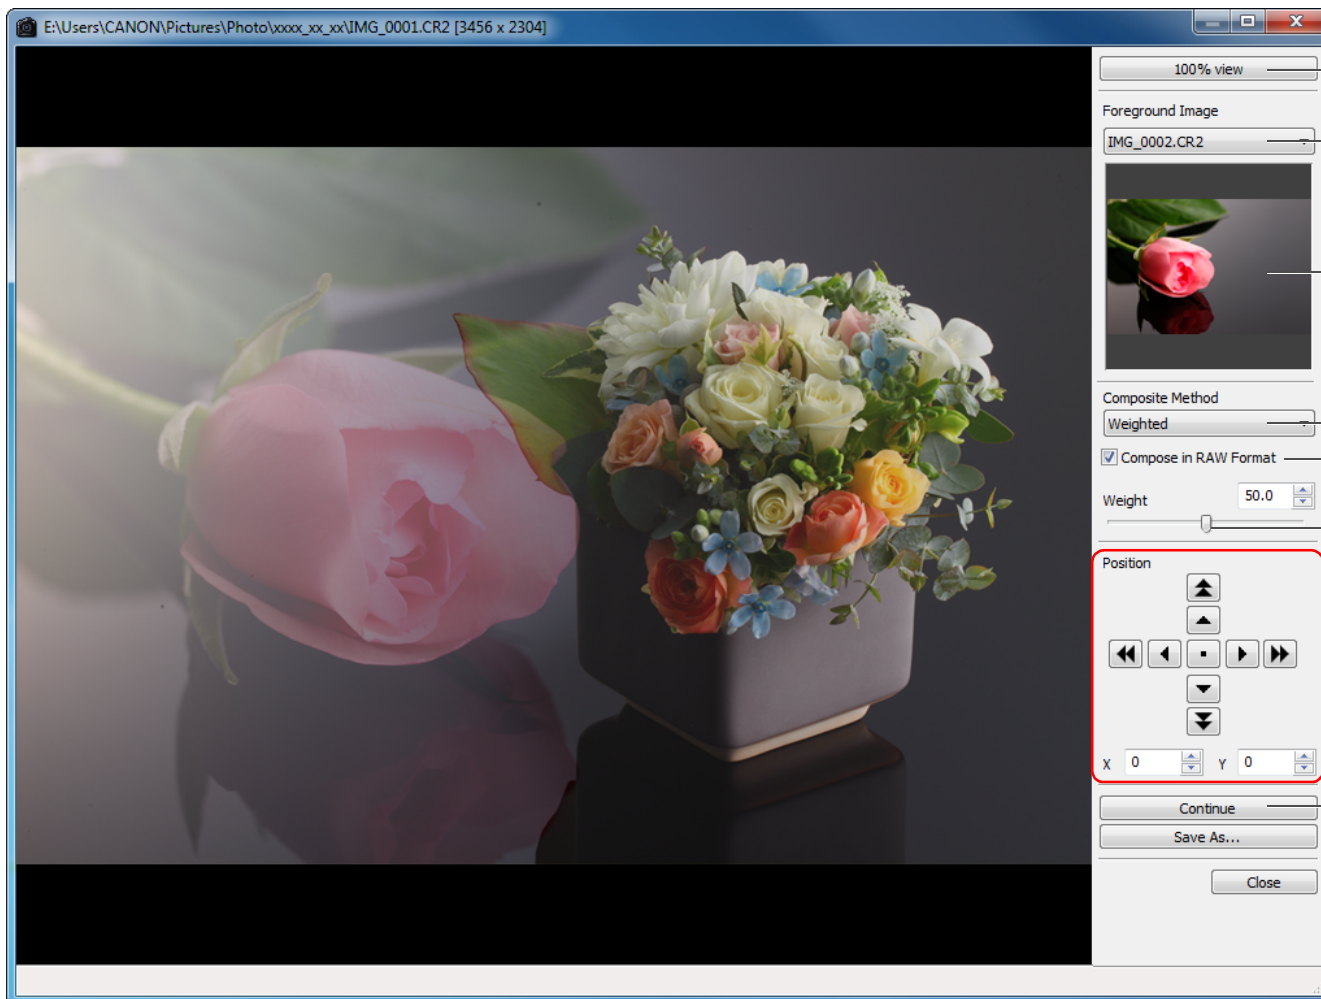 E:\Users\CANON\Pictures\Photo\xxxx_xx_xx\IMG_0001.CR2 [3456 x 2304]
100% view
Foreground Image
IMG_0002.CR2
Composite Method
Weighted
Compose in RAW Format
Weight 50.0
Position
X 0 Y 0
Continue
Save As...
Close